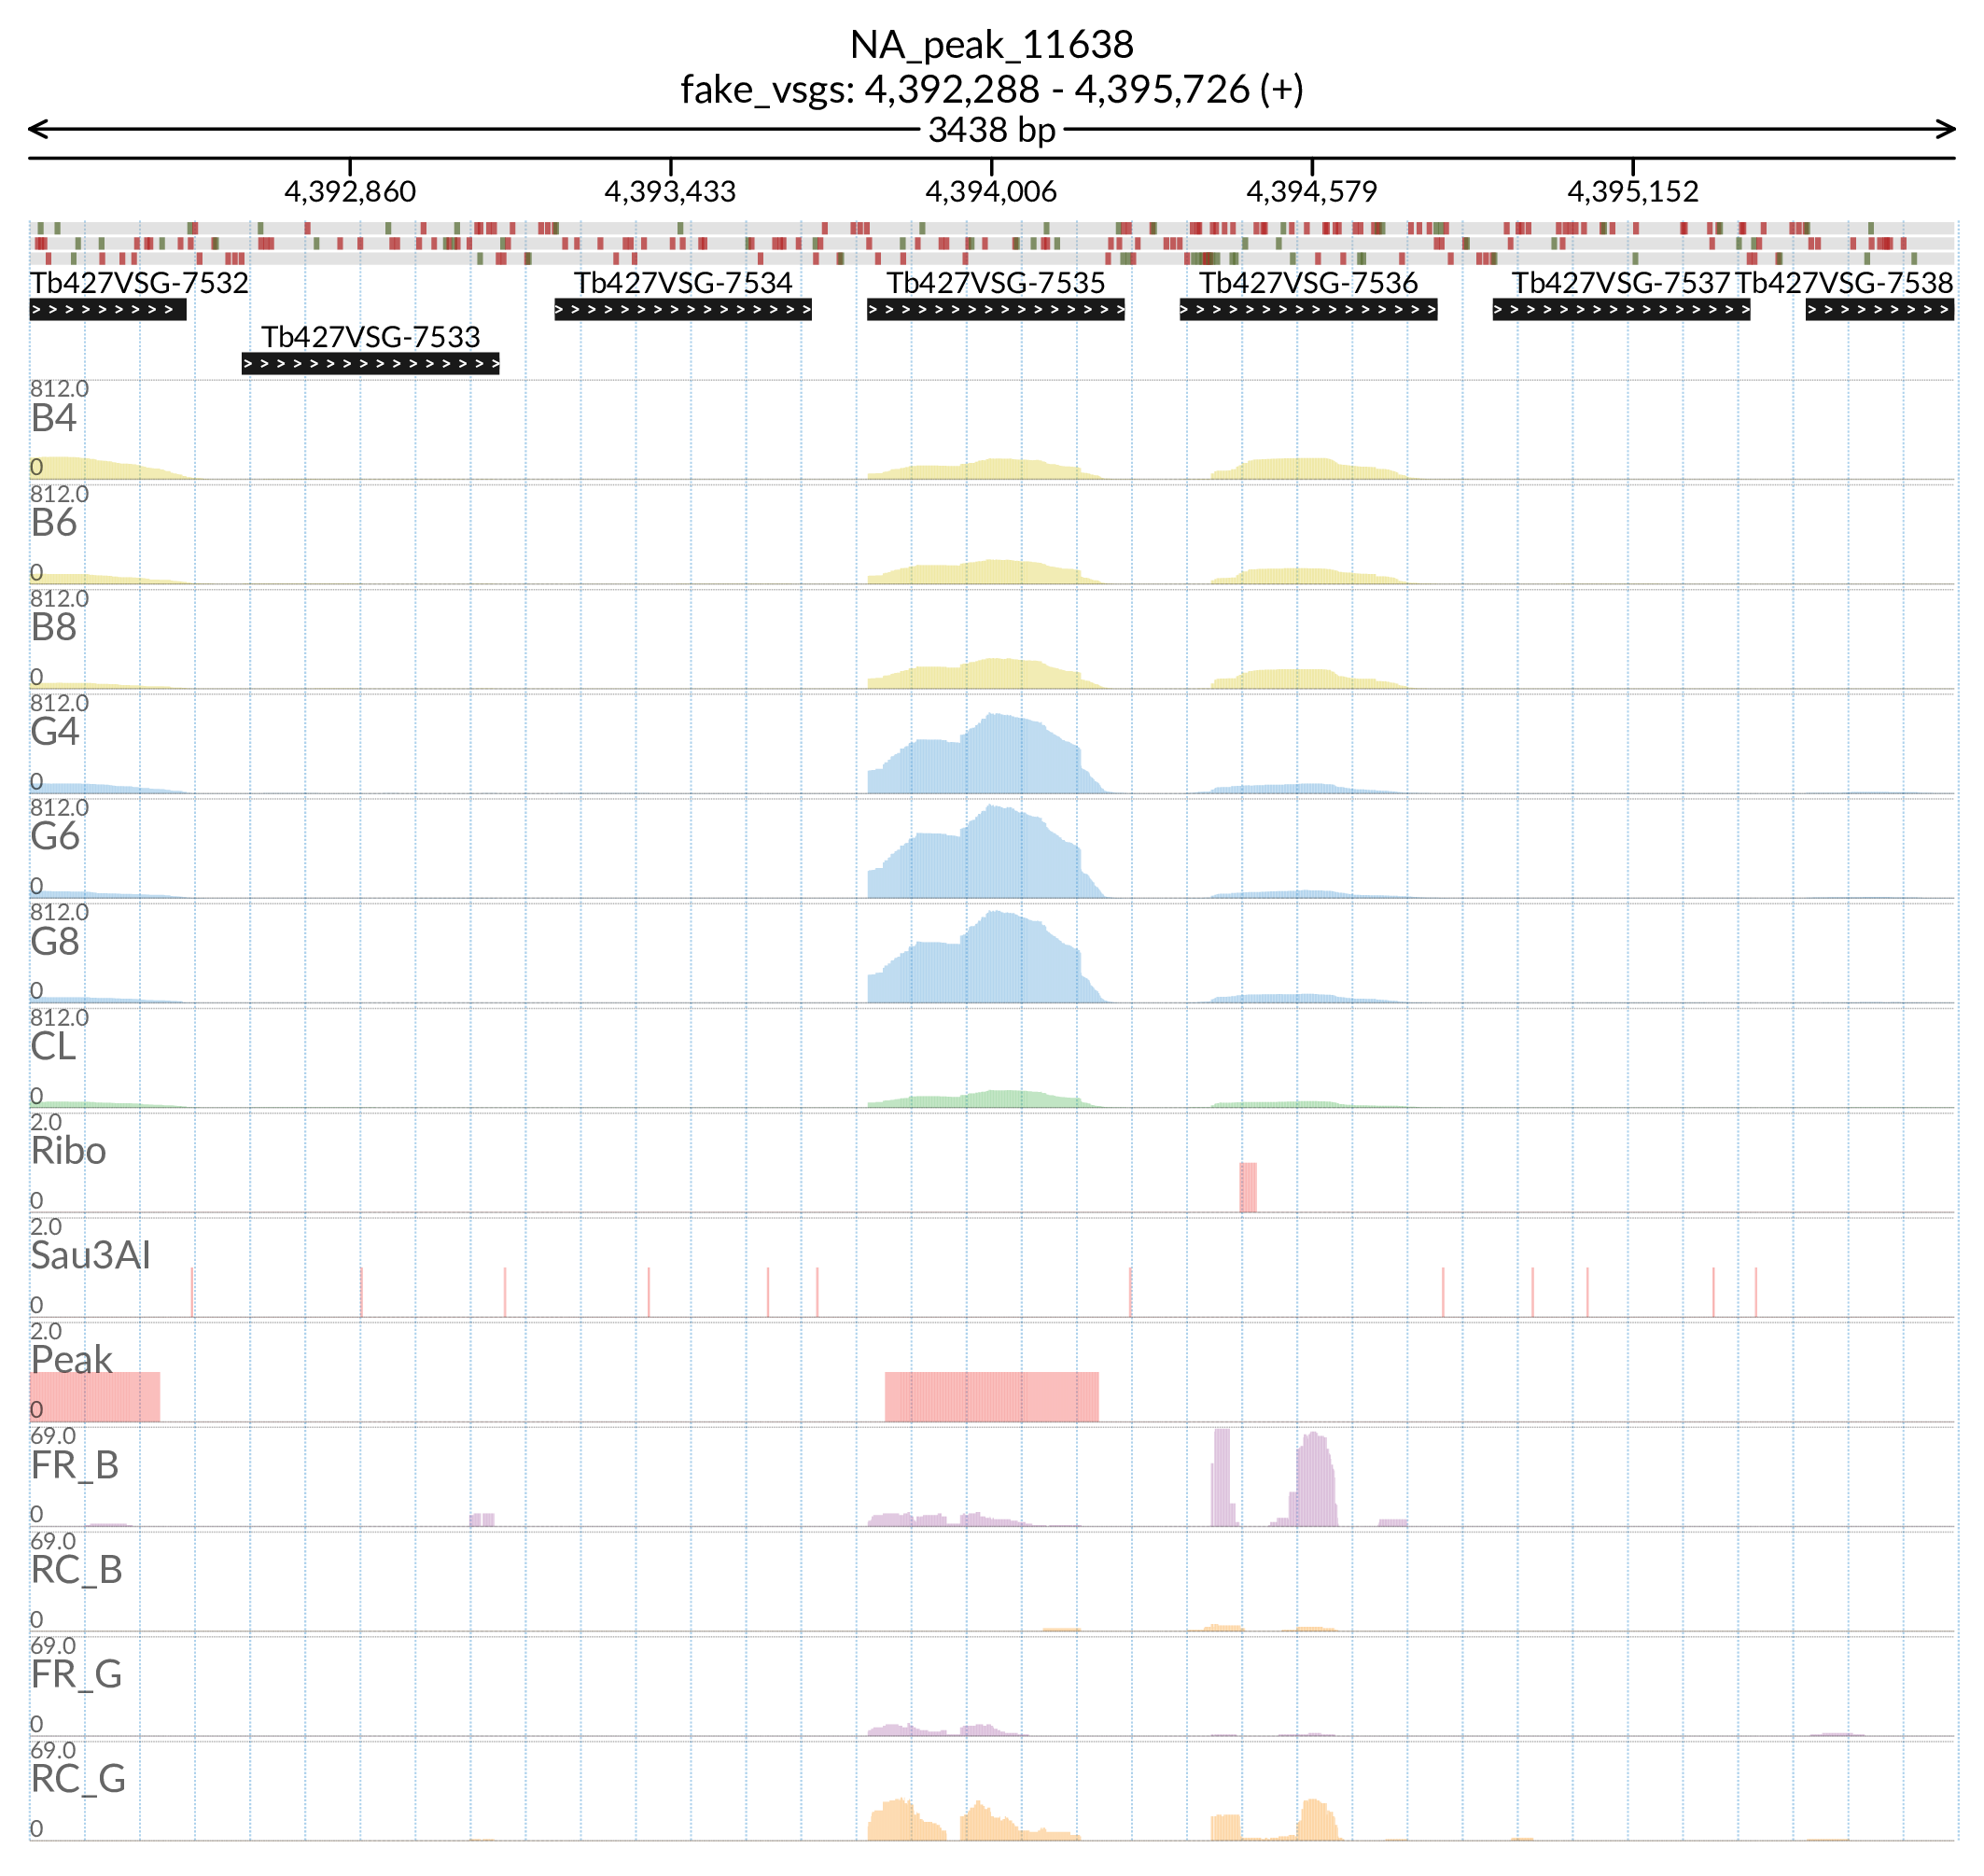 NA_peak_11638
fake_vsgs: 4,392,288 - 4,395,726 (+)
3438 bp
4,392,860 4,393,433 4,394,006 4,394,579 4,395,152
Tb427VSG-7532 Tb427VSG-7534 Tb427VSG-7535 Tb427VSG-7536 Tb427VSG-7537 Tb427VSG-7538
Tb427VSG-7533
812.0
B4
0
812.0
B6
0
812.0
B8
0
812.0
G4
0
812.0
G6
0
812.0
G8
0
812.0
CL
0
2.0
Ribo
0
2.0
Sau3AI
0
2.0
Peak
0
69.0
FR_B
0
69.0
RC_B
0
69.0
FR_G
0
69.0
RC_G
0